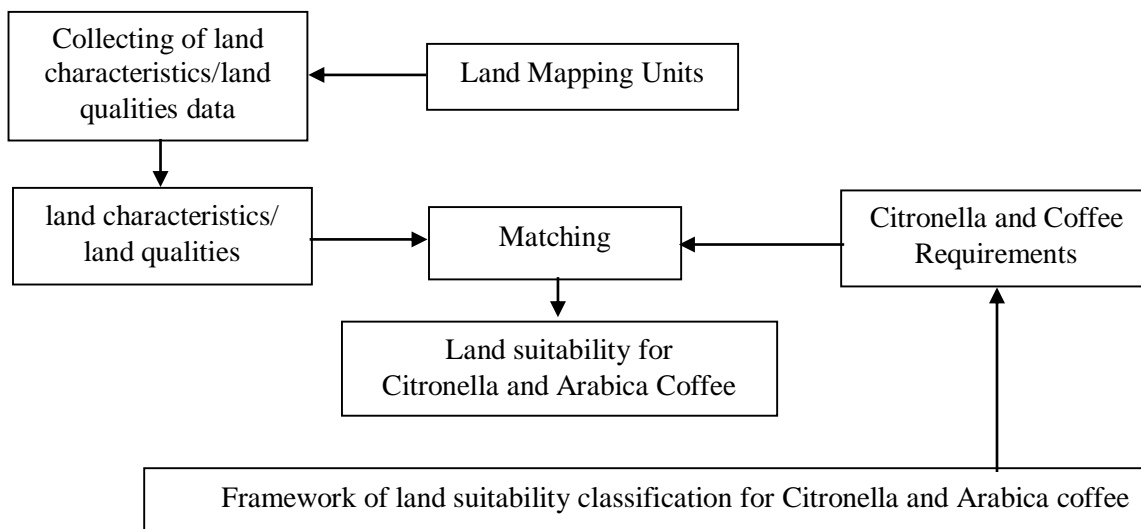 Collecting of land
characteristics/land
qualities data
Land Mapping Units
land characteristics/
land qualities
Matching
Citronella and Coffee
Requirements
Land suitability for
Citronella and Arabica Coffee
Framework of land suitability classification for Citronella and Arabica coffee